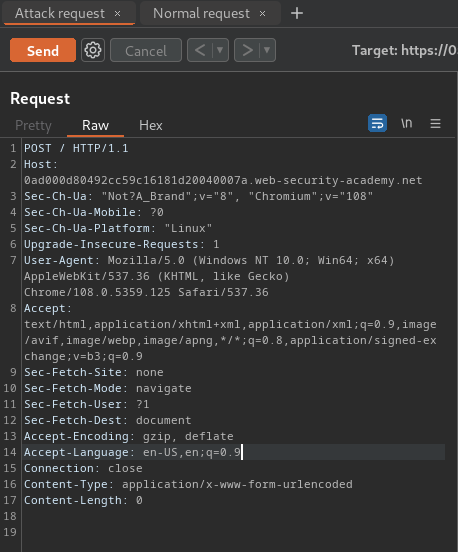 Attack request × Normal request × +
Send Cancel < > Target: https://0
Request
Pretty Raw Hex \n
1 POST / HTTP/1.1
2 Host:
0ad000d80492cc59c16181d20040007a.web-security-academy.net
3 Sec-Ch-Ua: "Not?A_Brand";v="8", "Chromium";v="108"
4 Sec-Ch-Ua-Mobile: ?0
5 Sec-Ch-Ua-Platform: "Linux"
6 Upgrade-Insecure-Requests: 1
7 User-Agent: Mozilla/5.0 (Windows NT 10.0; Win64; x64)
AppleWebKit/537.36 (KHTML, like Gecko)
Chrome/108.0.5359.125 Safari/537.36
8 Accept:
text/html,application/xhtml+xml,application/xml;q=0.9,image
/avif,image/webp,image/apng,*/*;q=0.8,application/signed-ex
change;v=b3;q=0.9
9 Sec-Fetch-Site: none
10 Sec-Fetch-Mode: navigate
11 Sec-Fetch-User: ?1
12 Sec-Fetch-Dest: document
13 Accept-Encoding: gzip, deflate
14 Accept-Language: en-US,en;q=0.9
15 Connection: close
16 Content-Type: application/x-www-form-urlencoded
17 Content-Length: 0
18
19